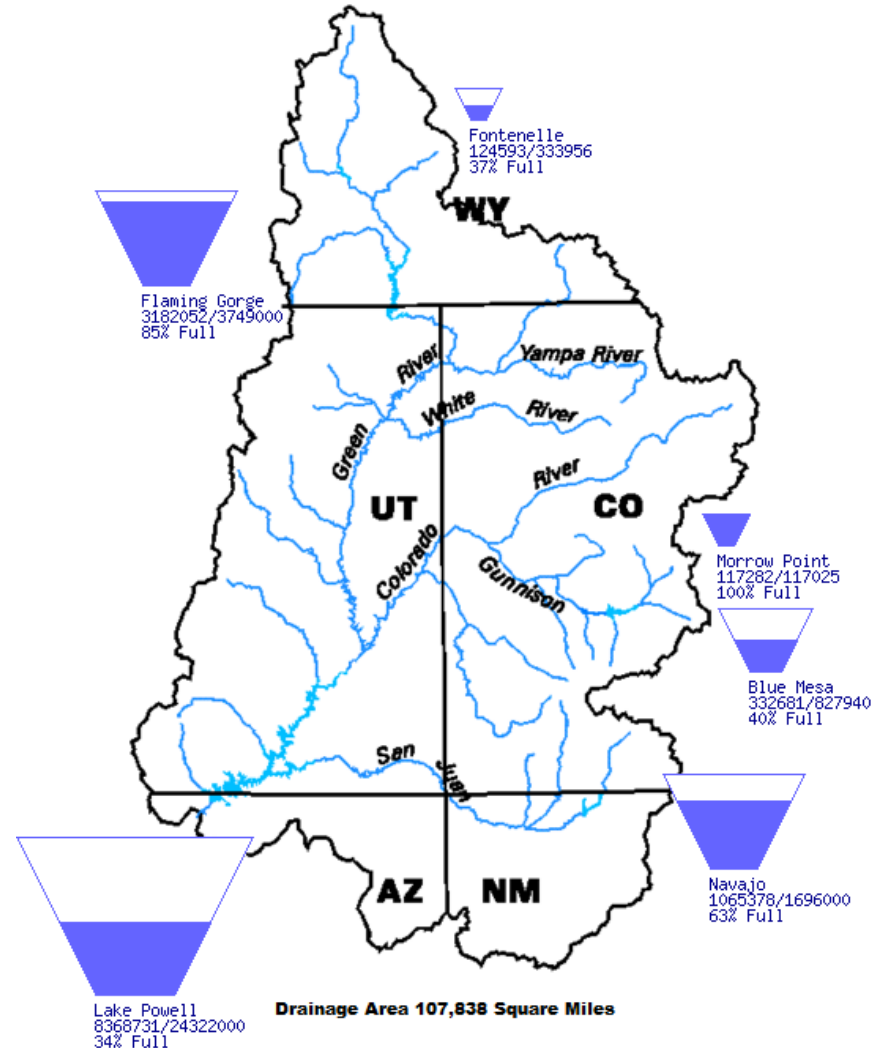 Fontenelle
124593/333956
37% Full
WY
Flaming Gorge
3182052/3749000
85% Full
Yampa River
River
White
River
Green
River
UT
CO
Colorado
Gunnison
Morrow Point
117282/117025
100% Full
Blue Mesa
332681/827940
40% Full
San
Juan
AZ
NM
Navajo
1065378/1696000
63% Full
Lake Powell
8368731/24322000
34% Full
Drainage Area 107,838 Square Miles